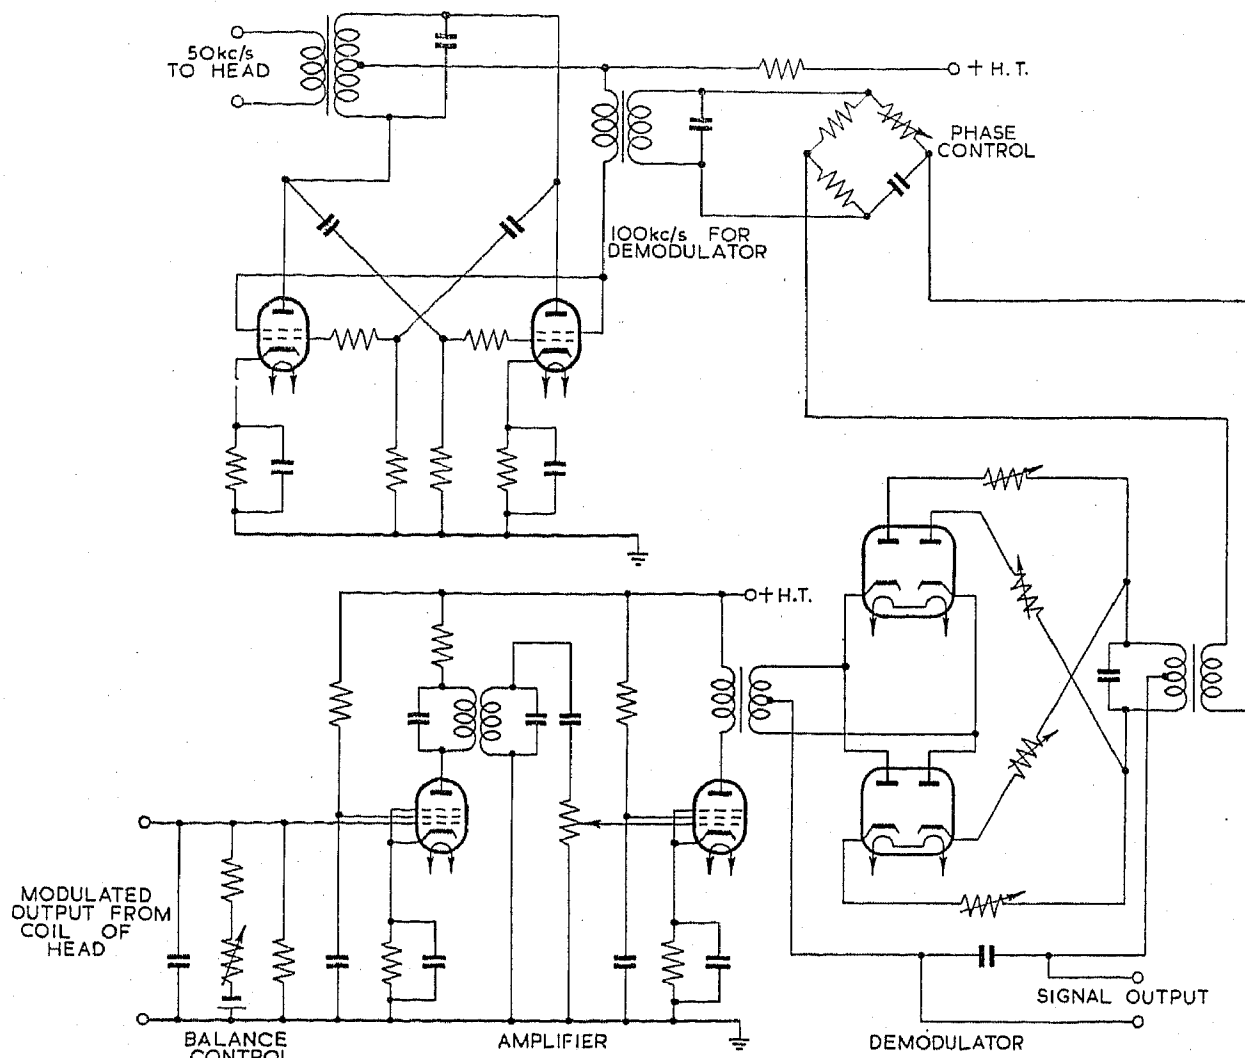 50kc/s
TO HEAD
+ H.T.
PHASE
CONTROL
100kc/s FOR
DEMODULATOR
+ H.T.
MODULATED
OUTPUT FROM
COIL OF
HEAD
SIGNAL OUTPUT
BALANCE
CONTROL
AMPLIFIER
DEMODULATOR